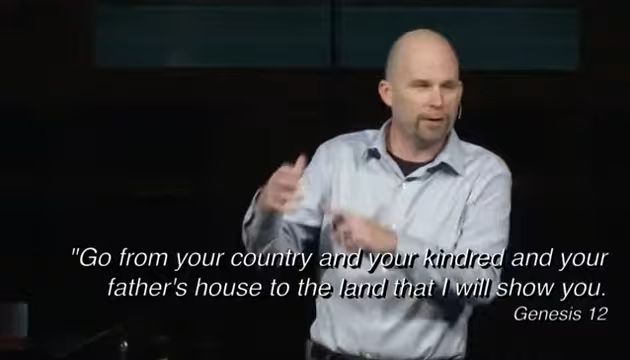 "Go from your country and your kindred and your
father's house to the land that I will show you.
Genesis 12